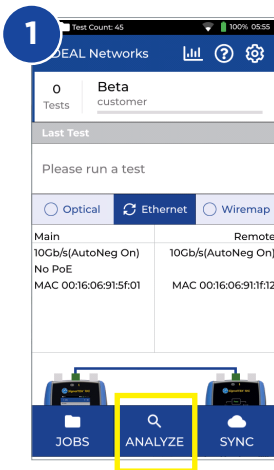 1
Test Count: 45
100% 05:55
DEAL Networks
0
Tests
Beta
customer
Last Test
Please run a test
Optical
Ethernet
Wiremap
Main
Remote
10Gb/s(AutoNeg On)
10Gb/s(AutoNeg On)
No PoE
MAC 00:16:06:91:5f:01
MAC 00:16:06:91:1f:12
JOBS
ANALYZE
SYNC